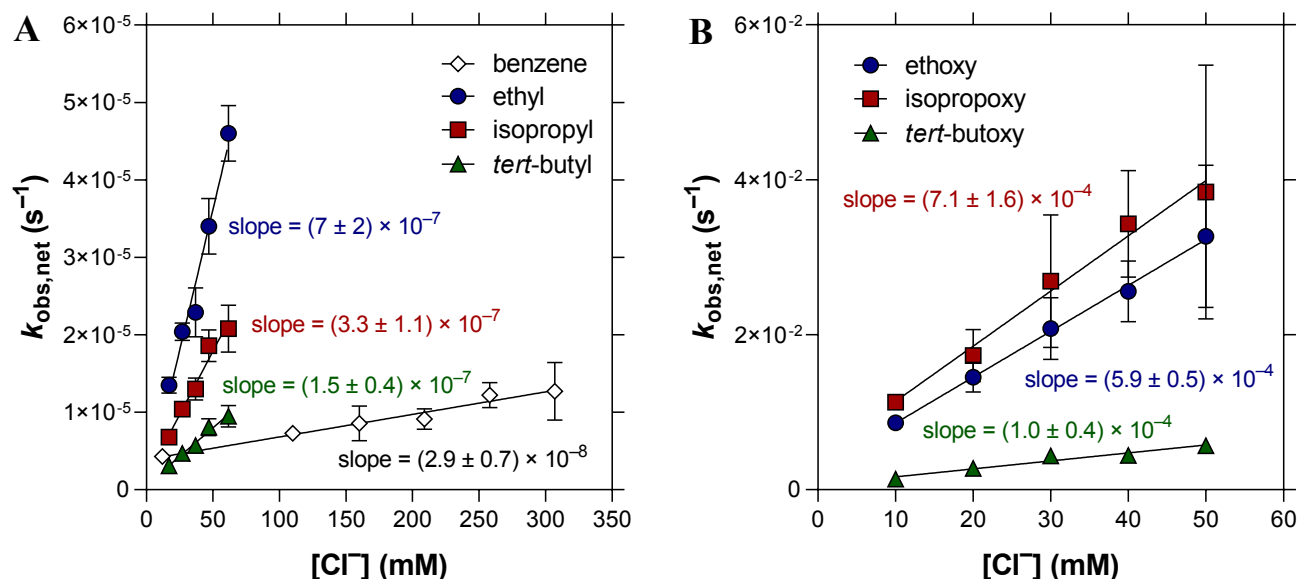 A
6×10⁻⁵
5×10⁻⁵
4×10⁻⁵
3×10⁻⁵
2×10⁻⁵
1×10⁻⁵
0
k_obs,net (s⁻¹)
benzene
ethyl
isopropyl
tert-butyl
slope = (7 ± 2) × 10⁻⁷
slope = (3.3 ± 1.1) × 10⁻⁷
slope = (1.5 ± 0.4) × 10⁻⁷
slope = (2.9 ± 0.7) × 10⁻⁸
0 50 100 150 200 250 300 350
[Cl⁻] (mM)
B
6×10⁻²
4×10⁻²
2×10⁻²
0
k_obs,net (s⁻¹)
ethoxy
isopropoxy
tert-butoxy
slope = (7.1 ± 1.6) × 10⁻⁴
slope = (5.9 ± 0.5) × 10⁻⁴
slope = (1.0 ± 0.4) × 10⁻⁴
0 10 20 30 40 50 60
[Cl⁻] (mM)